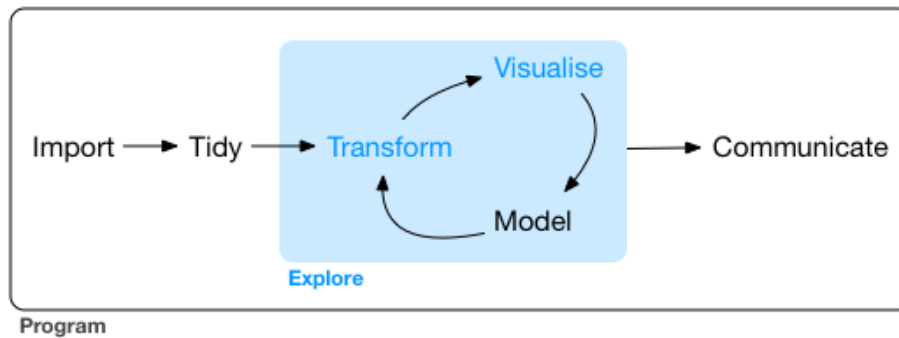 Visualise
Import
Tidy
Transform
Communicate
Model
Explore
Program